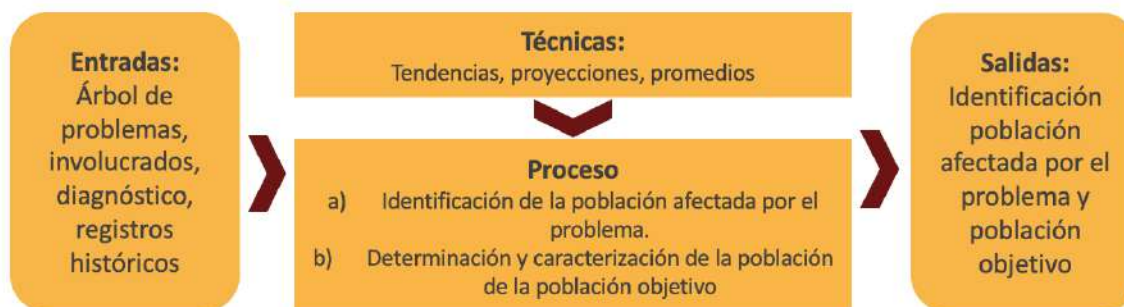 Entradas:
Árbol de
problemas,
involucrados,
diagnóstico,
registros
históricos
Técnicas:
Tendencias, proyecciones, promedios
Proceso
a) Identificación de la población afectada por el
problema.
b) Determinación y caracterización de la población
de la población objetivo
Salidas:
Identificación
población
afectada por el
problema y
población
objetivo